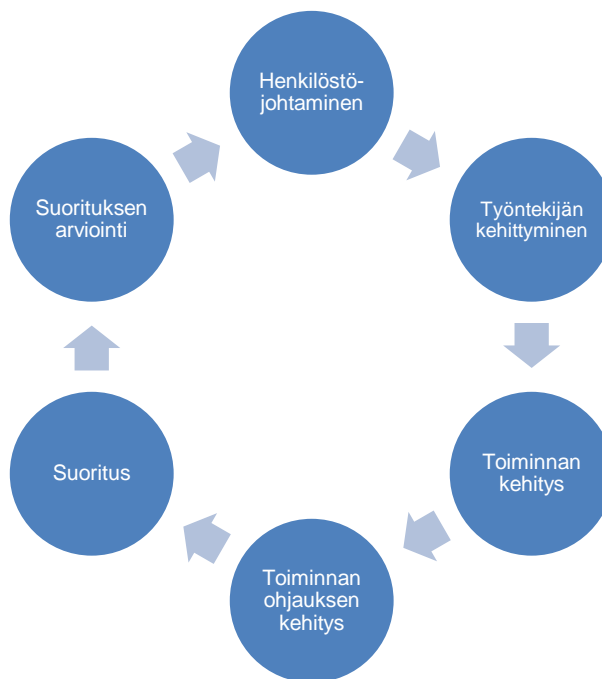 Henkilöstö-
johtaminen
Työntekijän
kehittyminen
Toiminnan
kehitys
Toiminnan
ohjauksen
kehitys
Suoritus
Suorituksen
arviointi